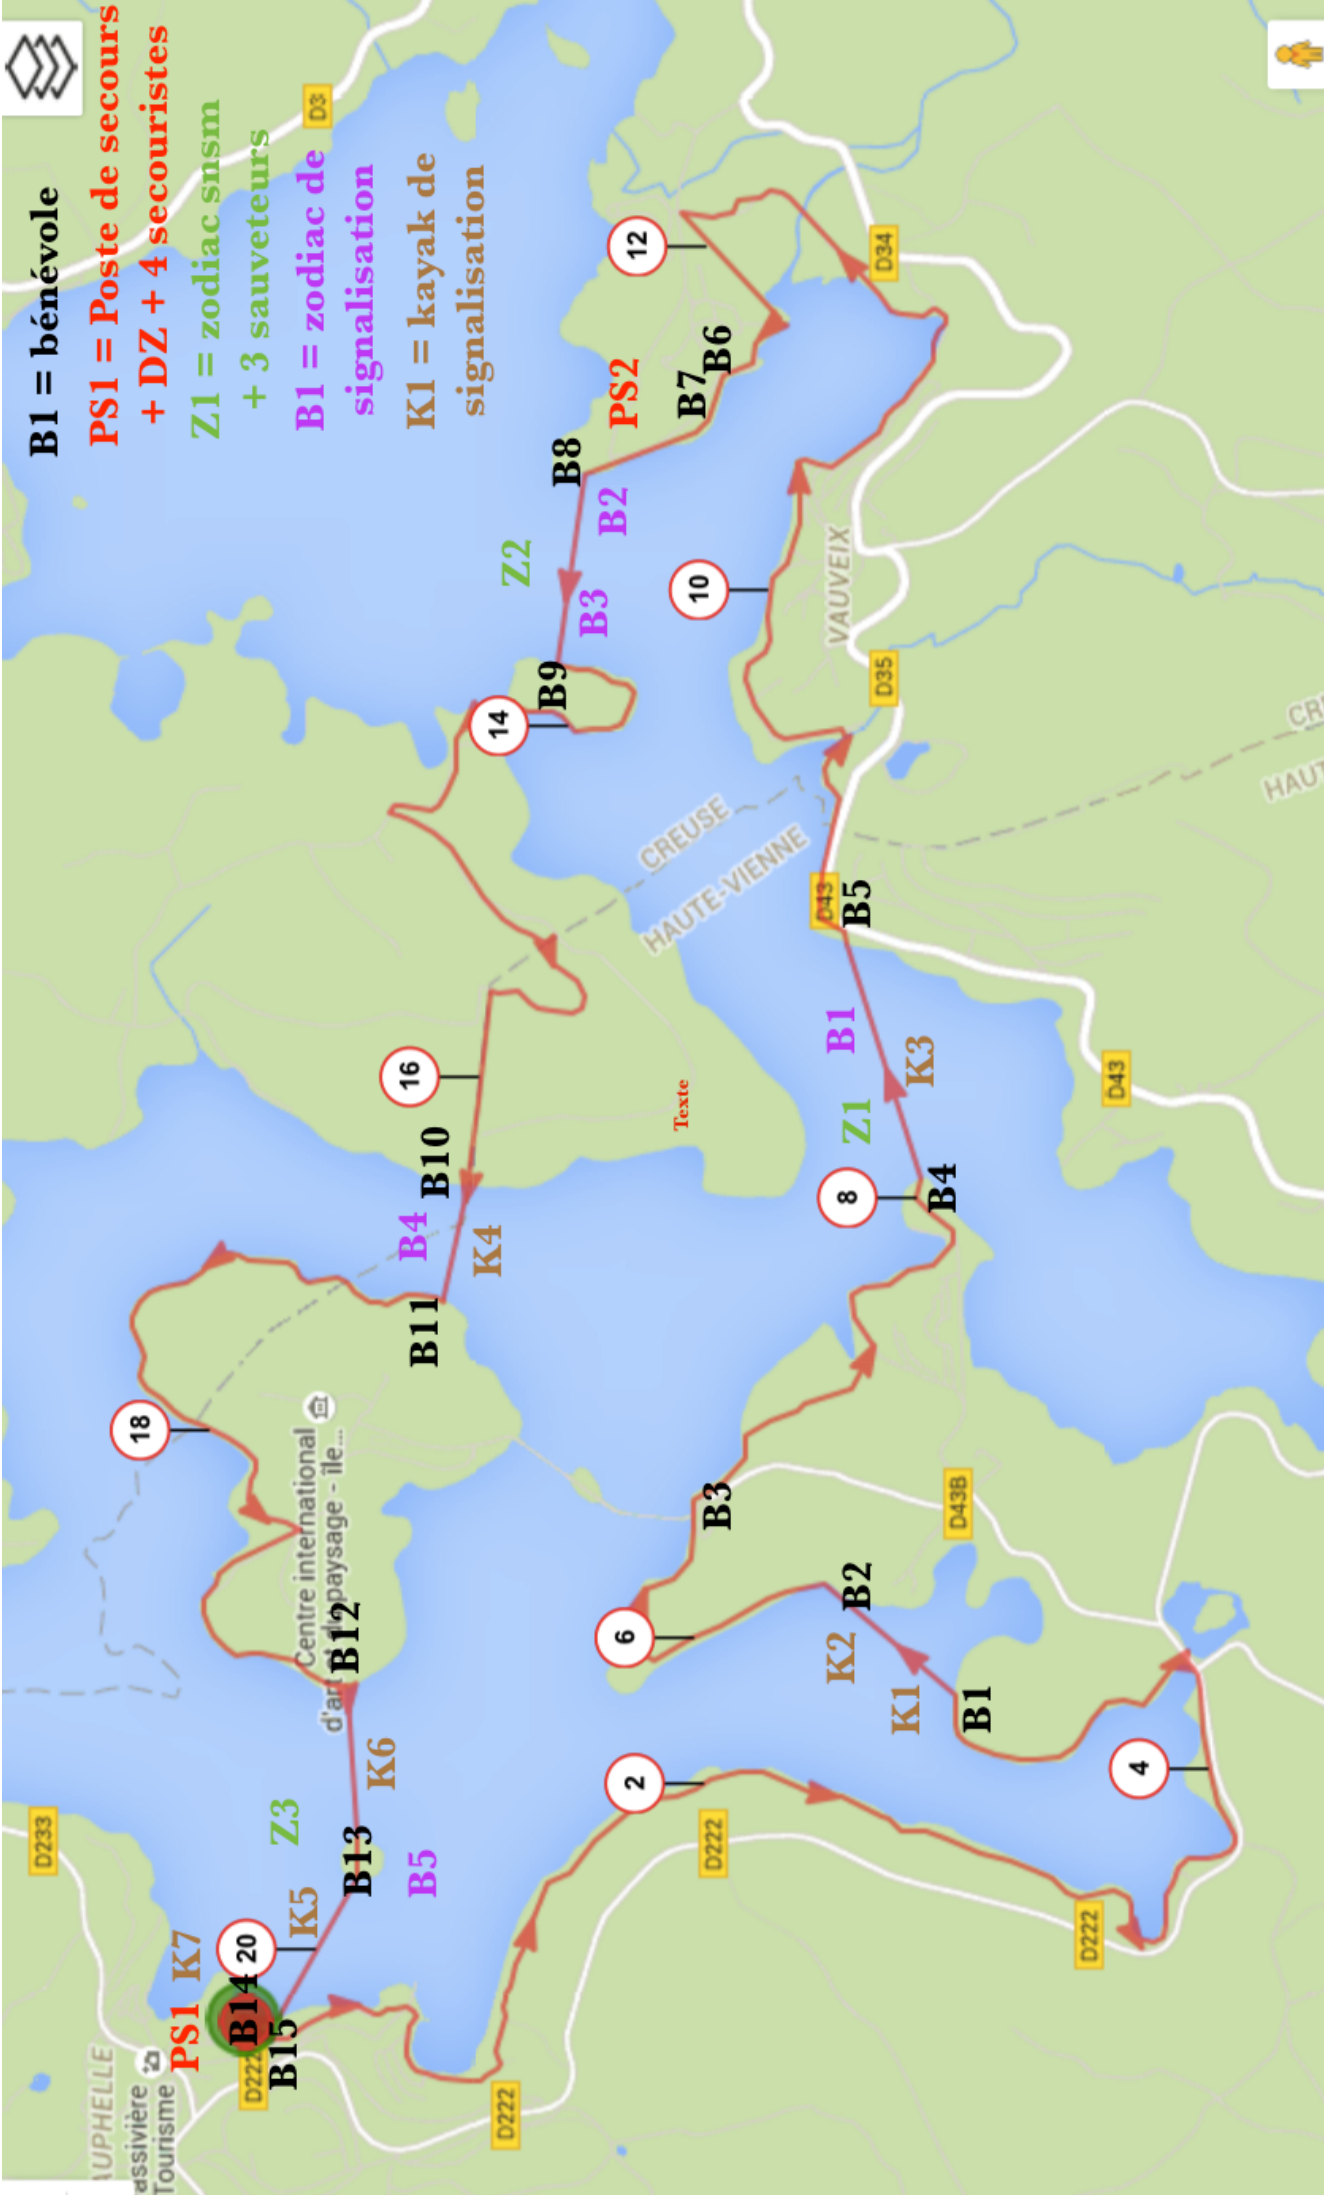 B1 = bénévole
PS1 = Poste de secours
+ DZ + 4 secouristes
Z1 = zodiac snsm
+ 3 sauveteurs
B1 = zodiac de
signalisation
K1 = kayak de
signalisation
D3
D233
AUPHELLE
assivière
Tourisme
PS1
K7
B14
20
D222
B15
K5
Z3
B13
B5
K6
18
Centre international
d'art et du paysage - île...
B12
B11
B4
B10
K4
16
14
B9
B3
Z2
B2
B8
PS2
B7
B6
12
D222
2
6
B3
Texte
CREUSE
HAUTE-VIENNE
10
VAUVEIX
D34
D35
D43
B5
B1
K3
Z1
8
B4
B2
K2
K1
B1
D43B
D222
D222
4
D43
CR
HAUT